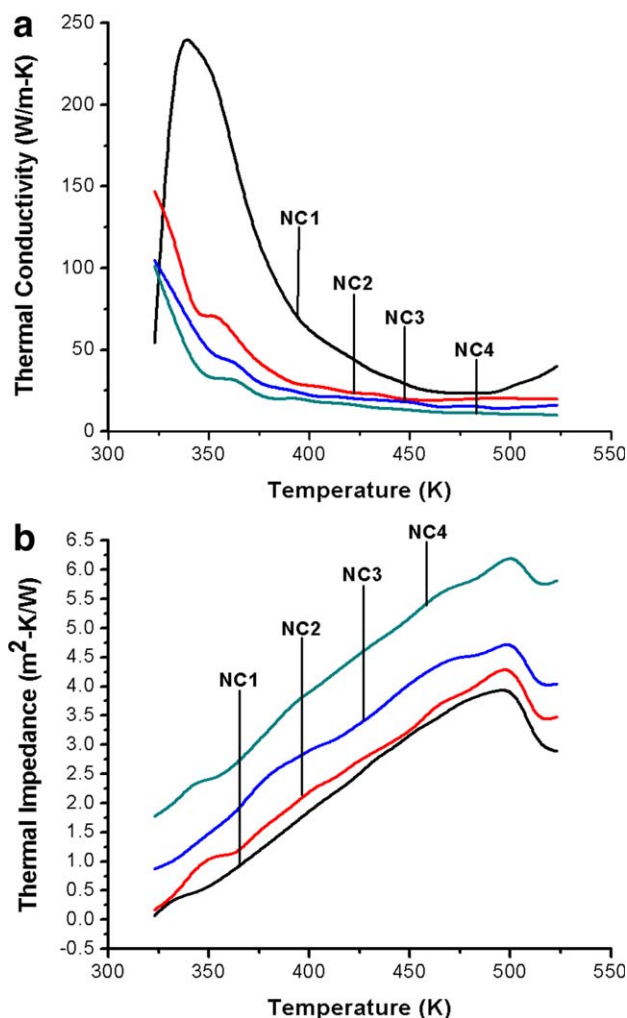 a
Thermal Conductivity (W/m-K)
250
200
150
100
50
0
NC1
NC2
NC3
NC4
300 350 400 450 500 550
Temperature (K)
b
Thermal Impedance (m²-K/W)
6.5
6.0
5.5
5.0
4.5
4.0
3.5
3.0
2.5
2.0
1.5
1.0
0.5
0.0
-0.5
NC4
NC3
NC2
NC1
300 350 400 450 500 550
Temperature (K)